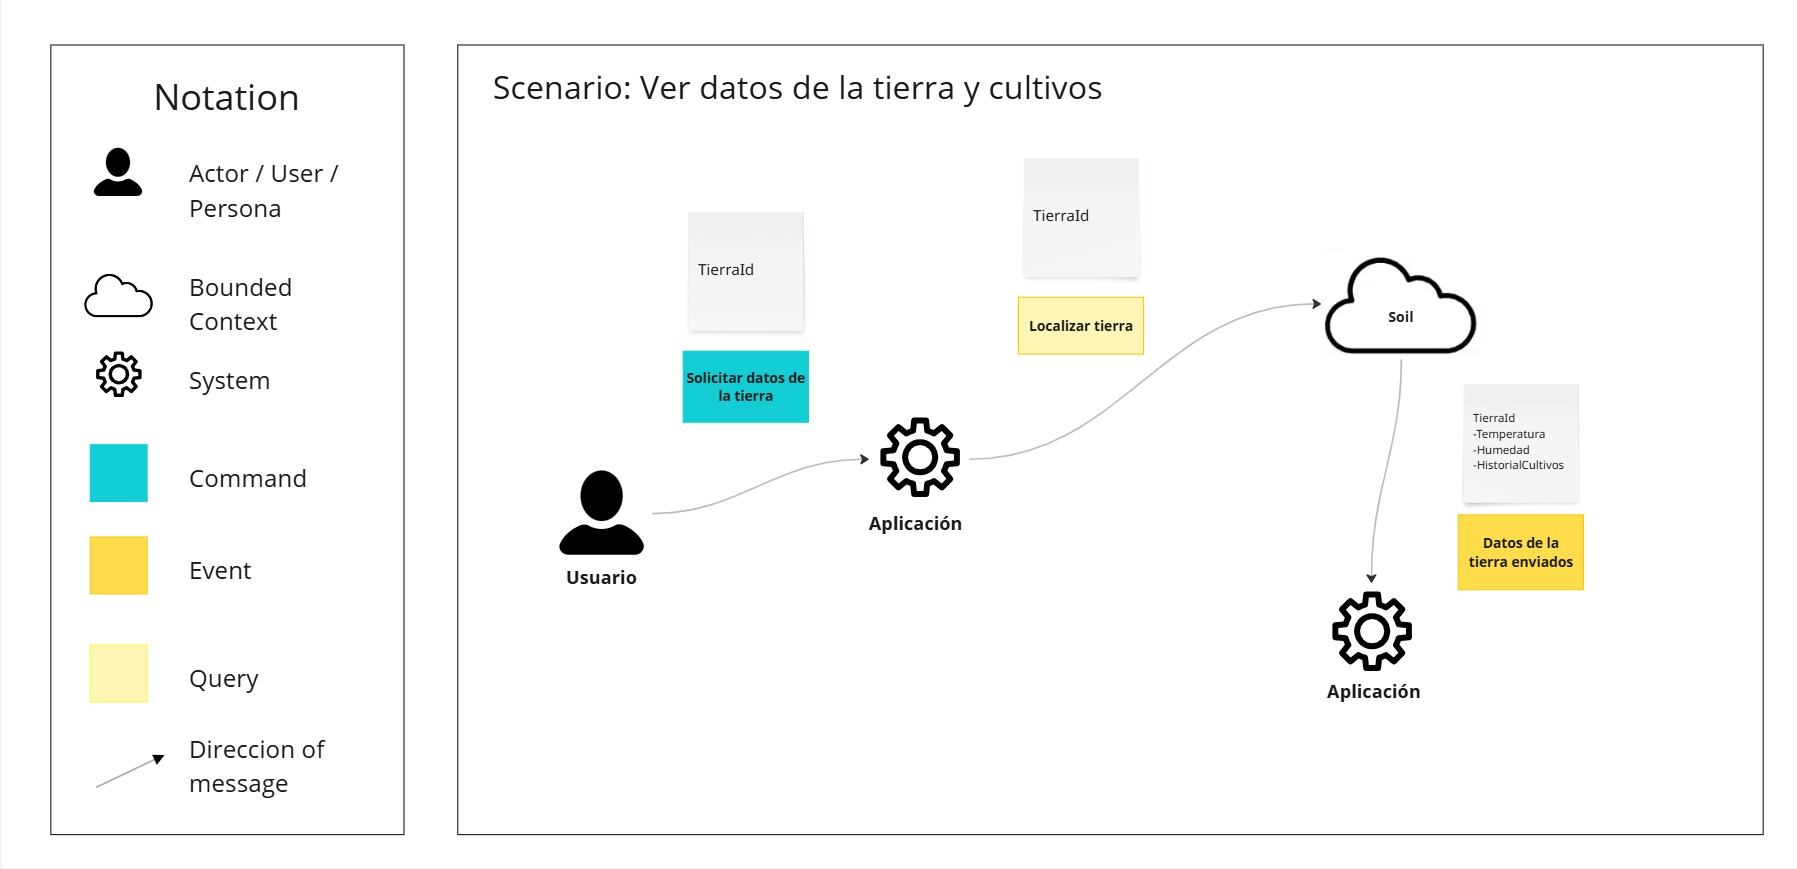 Notation
Actor / User /
Persona
Bounded
Context
System
Command
Event
Query
Direccion of
message
Scenario: Ver datos de la tierra y cultivos
TierraId
Solicitar datos de
la tierra
Usuario
Aplicación
TierraId
Localizar tierra
Soil
TierraId
-Temperatura
-Humedad
-HistorialCultivos
Datos de la
tierra enviados
Aplicación